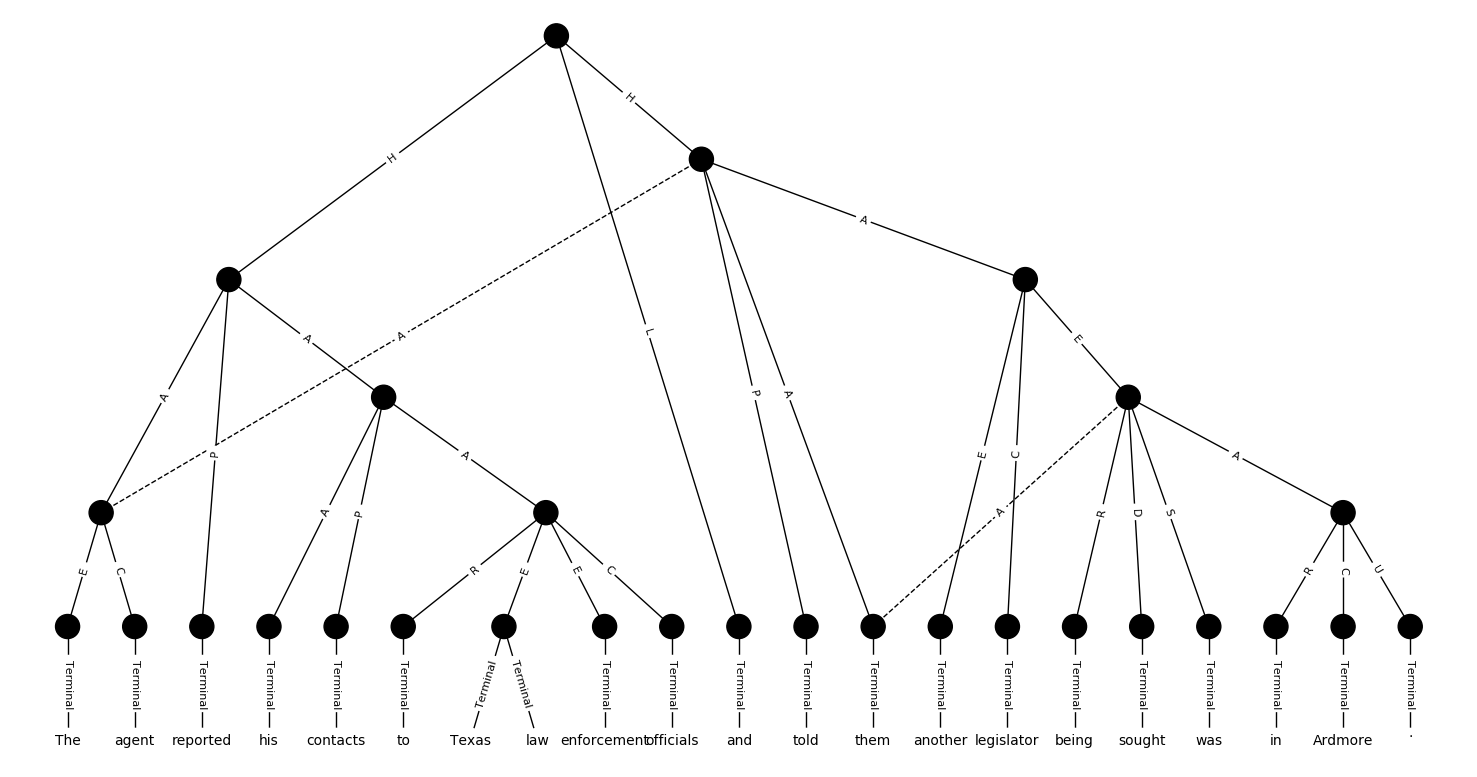 H
H
A
A
L
A
A
E
A
P
P
A
E
C
A
A
A
P
A
R
D
S
E
C
R
E
E
C
R
C
U
Terminal Terminal Terminal Terminal Terminal Terminal Terminal Terminal Terminal Terminal Terminal Terminal Terminal Terminal Terminal Terminal Terminal Terminal Terminal Terminal Terminal
The agent reported his contacts to Texas law enforcement officials and told them another legislator being sought was in Ardmore .